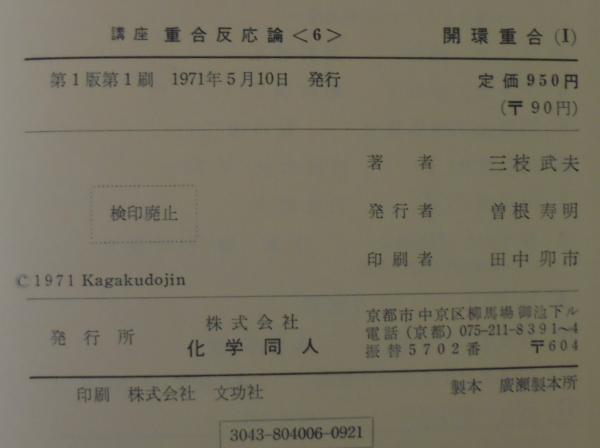 講座 重合反応論〈6〉 開環重合(I)
第1版第1刷 1971年5月10日 発行 定価950円
(〒90円)
著者 三枝武夫
検印廃止
発行者 曽根寿明
印刷者 田中卯市
©1971 Kagakudojin
発行所 株式会社 化学同人
京都市中京区柳馬場御池下ル
電話(京都)075-211-8391~4
振替5702番 〒604
印刷 株式会社 文功社 製本 廣瀬製本所
3043-804006-0921